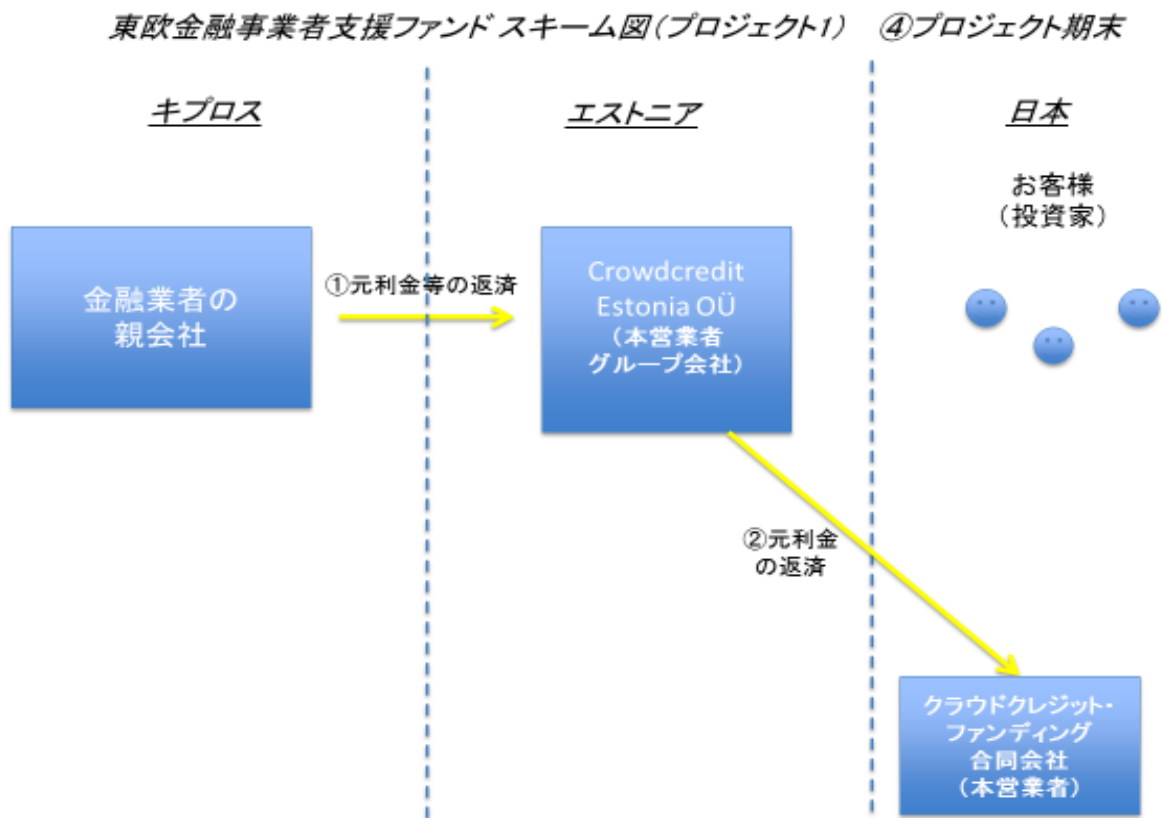 東欧金融事業者支援ファンド スキーム図(プロジェクト1) ④プロジェクト期末
キプロス
エストニア
日本
お客様
(投資家)
金融業者の
親会社
①元利金等の返済
Crowdcredit
Estonia OÜ
(本営業者
グループ会社)
②元利金
の返済
クラウドクレジット・
ファンディング
合同会社
(本営業者)